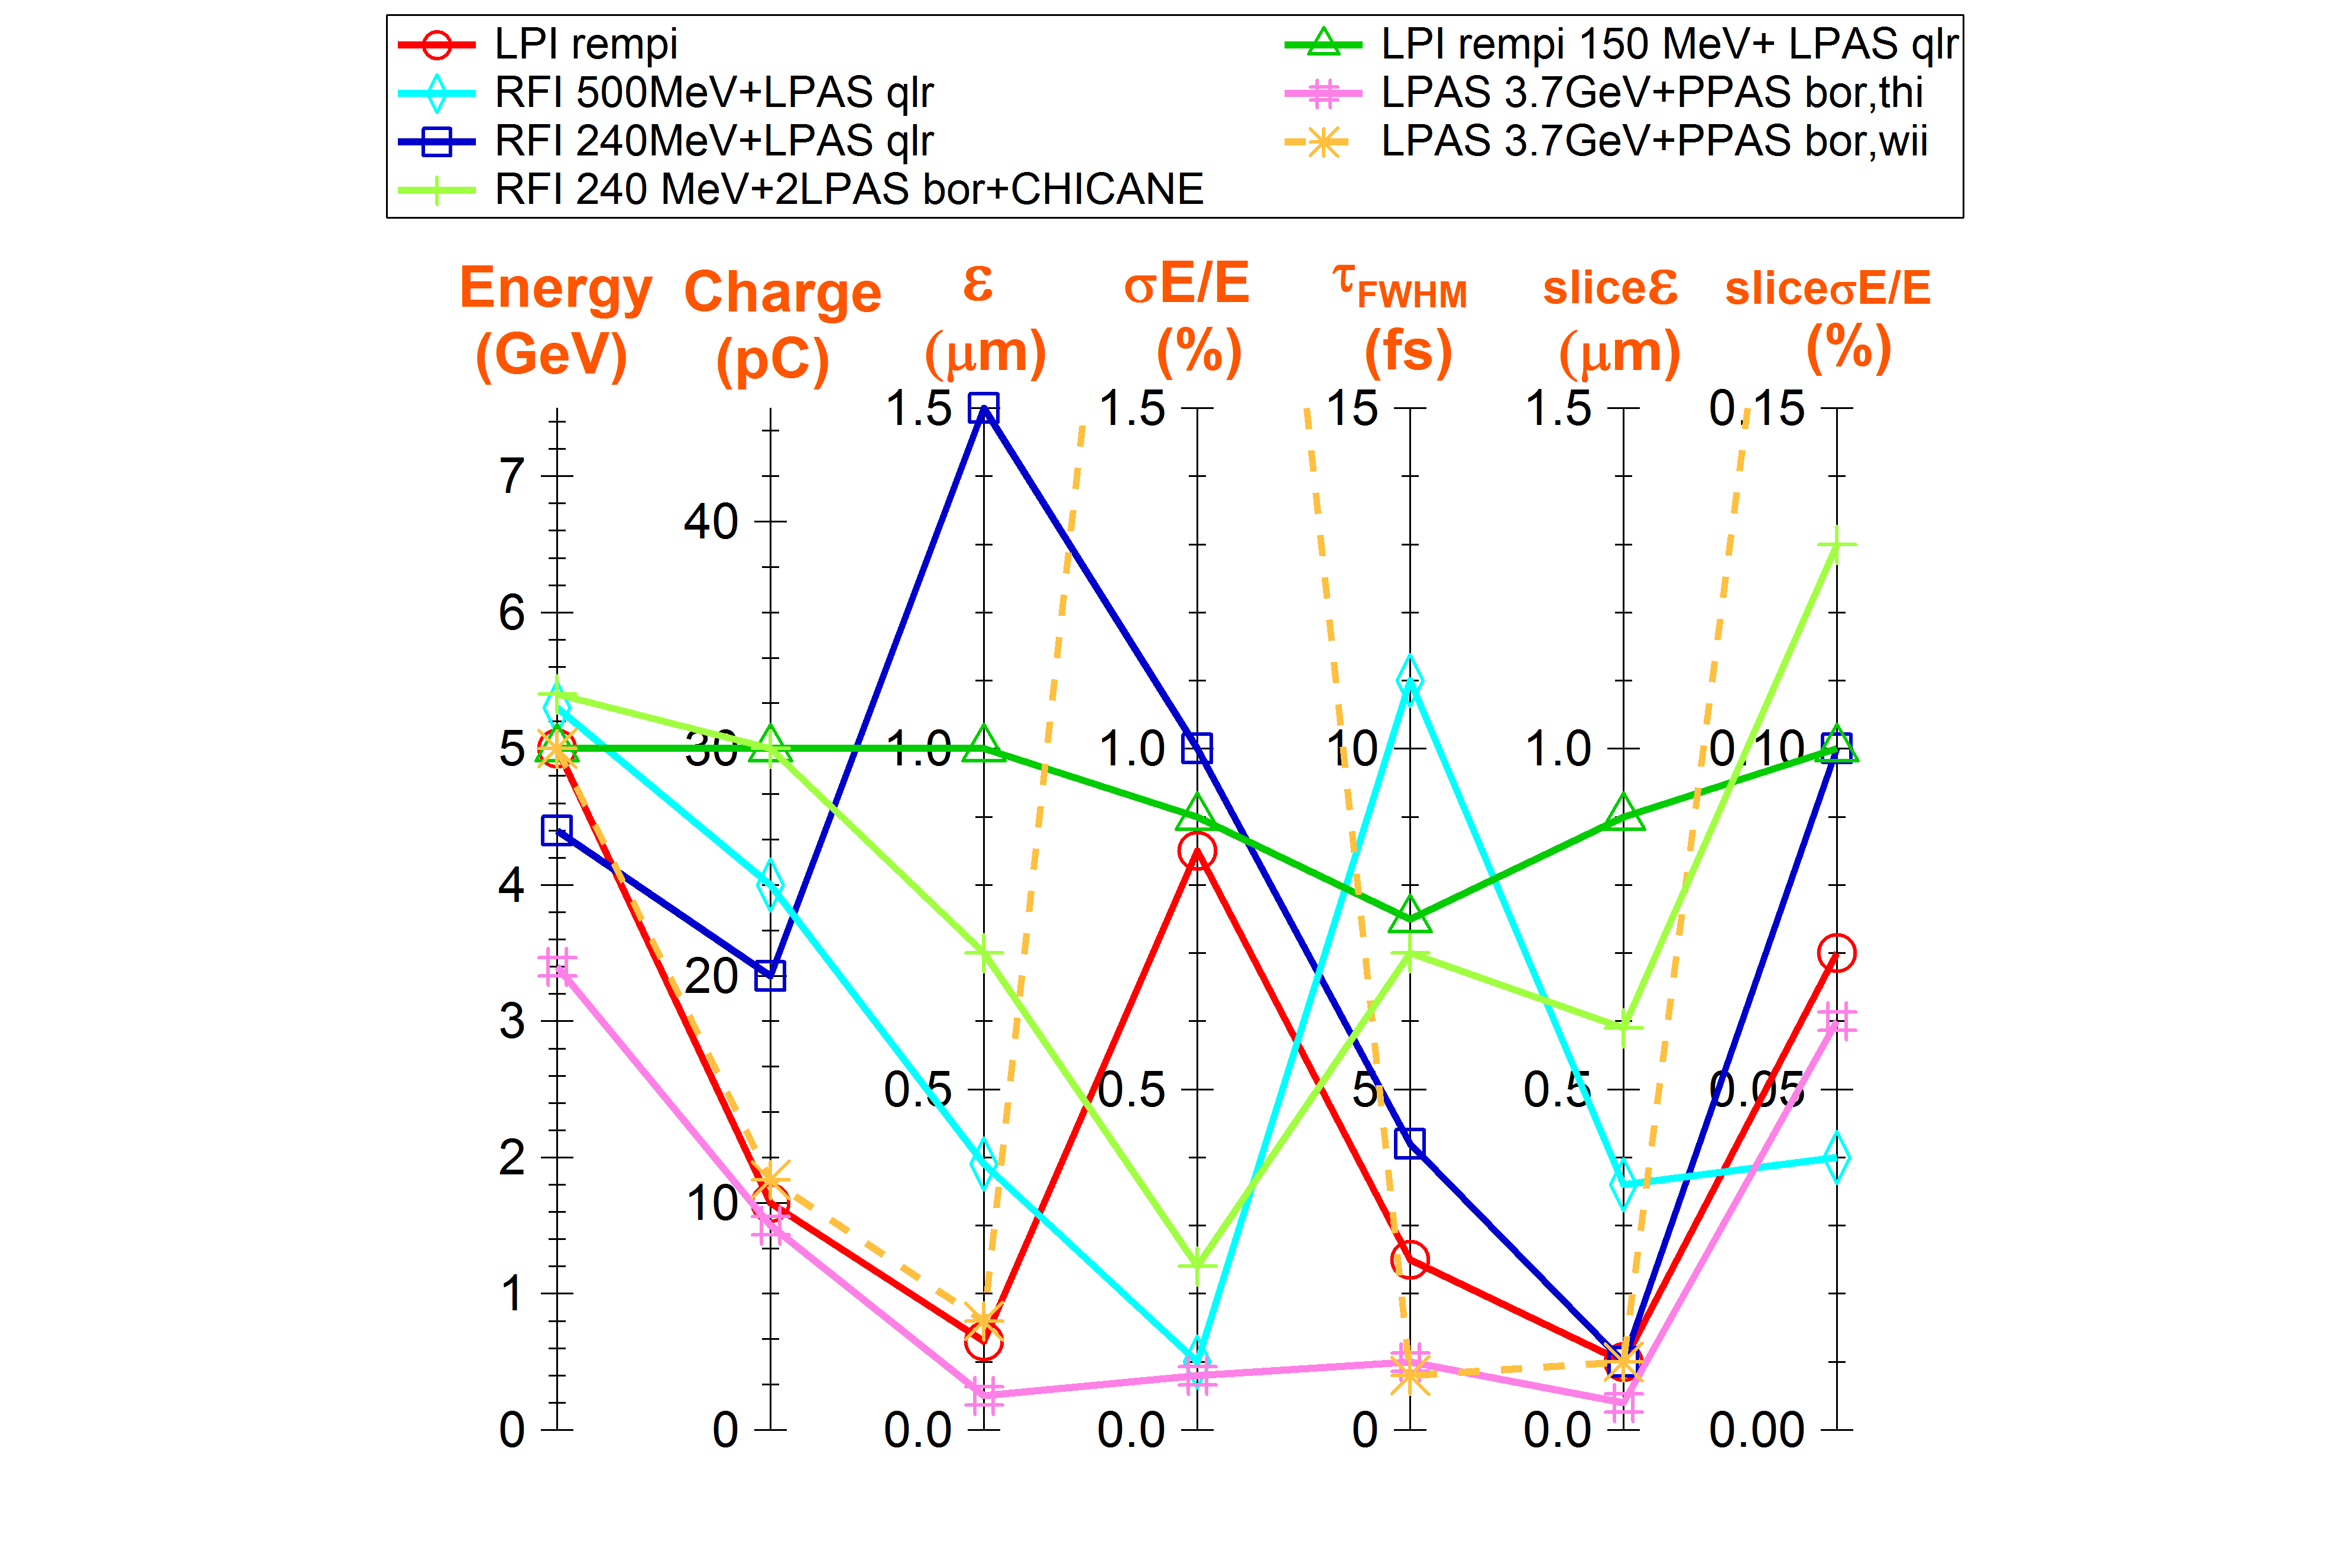 LPI rempi
RFI 500MeV+LPAS qlr
RFI 240MeV+LPAS qlr
RFI 240 MeV+2LPAS bor+CHICANE
LPI rempi 150 MeV+ LPAS qlr
LPAS 3.7GeV+PPAS bor,thi
LPAS 3.7GeV+PPAS bor,wii
Energy
(GeV)
Charge
(pC)
ε
(μm)
σE/E
(%)
τFWHM
(fs)
sliceε
(μm)
sliceσE/E
(%)
7
6
5
4
3
2
1
0
40
30
20
10
0
1.5
1.0
0.5
0.0
1.5
1.0
0.5
0.0
15
10
5
0
1.5
1.0
0.5
0.0
0.15
0.10
0.05
0.00